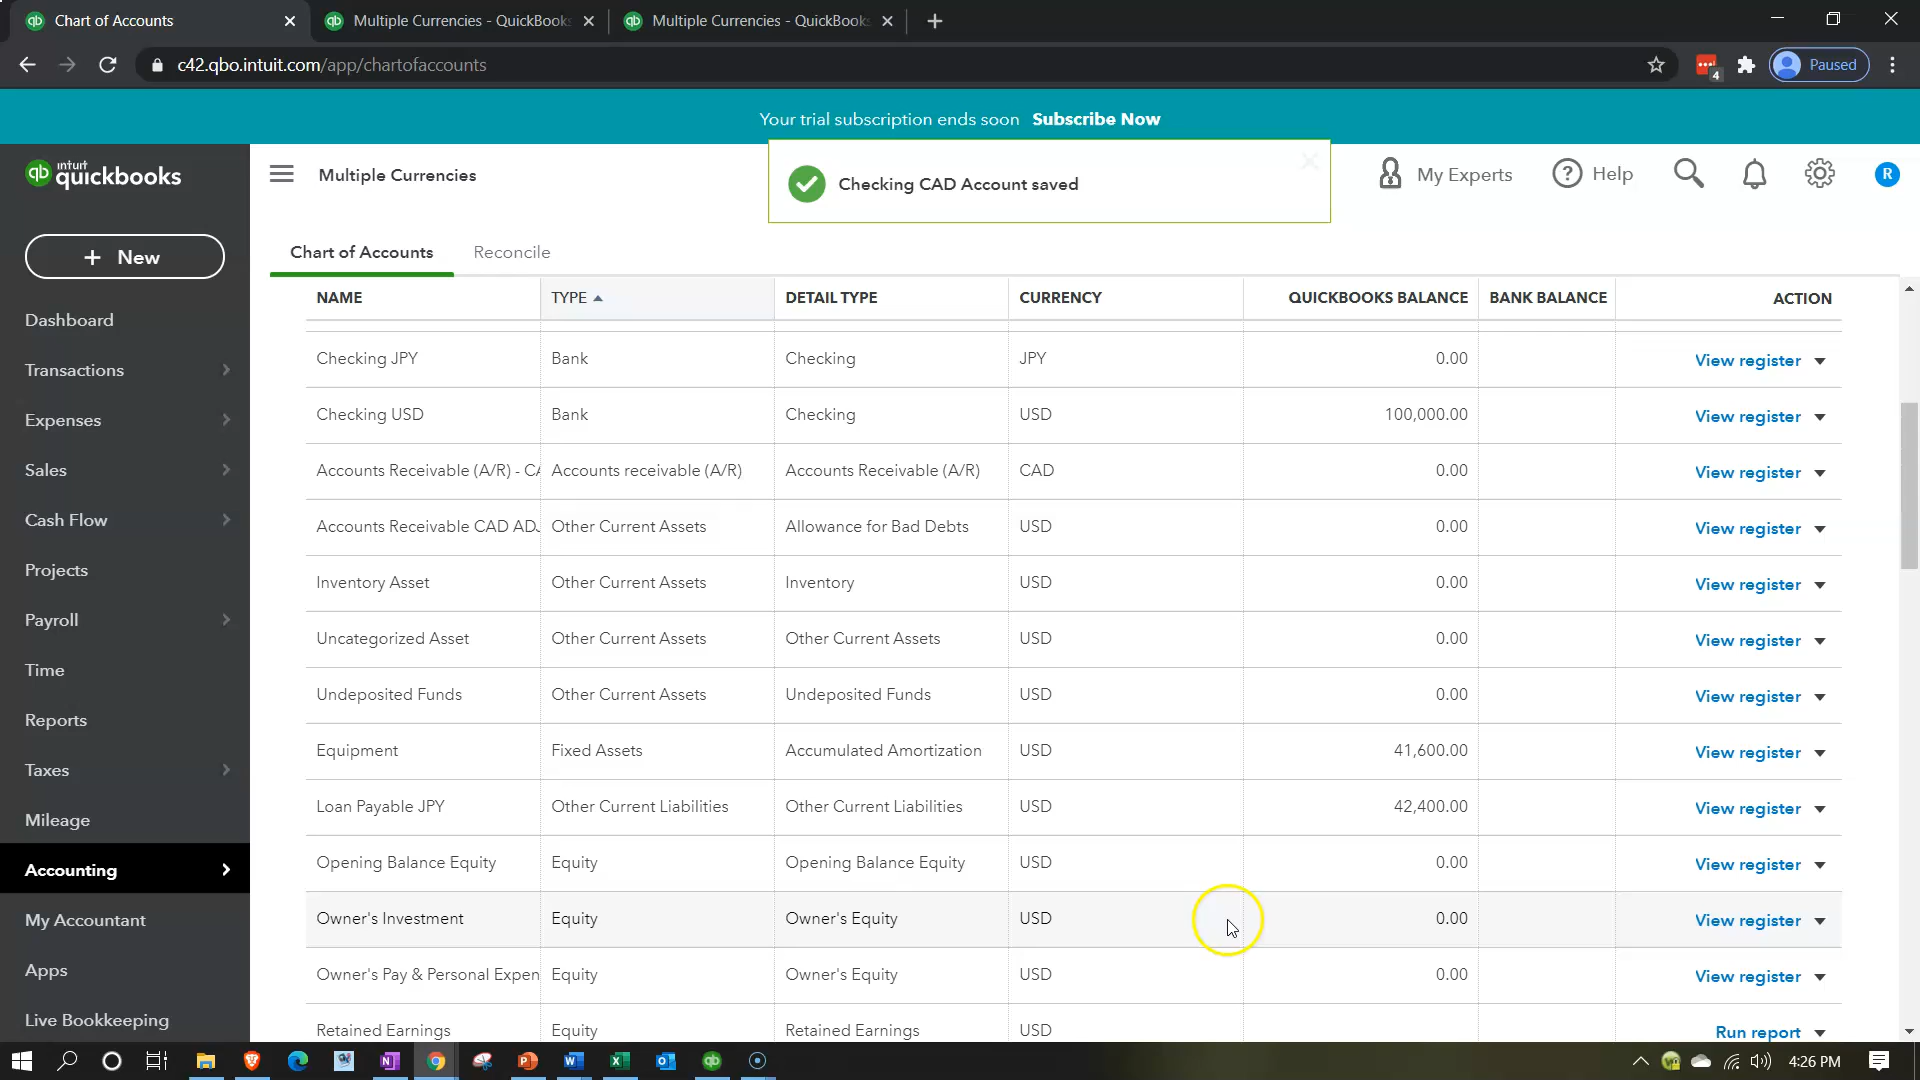 Chart of Accounts
Multiple Currencies - QuickBooks
Multiple Currencies - QuickBooks
c42.qbo.intuit.com/app/chartofaccounts
4
Paused
Your trial subscription ends soon Subscribe Now
qb intuit quickbooks
Multiple Currencies
Checking CAD Account saved
My Experts
Help
R
+ New
Chart of Accounts
Reconcile
Dashboard
Transactions
Expenses
Sales
Cash Flow
Projects
Payroll
Time
Reports
Taxes
Mileage
Accounting
My Accountant
Apps
Live Bookkeeping
NAME TYPE DETAIL TYPE CURRENCY QUICKBOOKS BALANCE BANK BALANCE ACTION
Checking JPY Bank Checking JPY 0.00 View register
Checking USD Bank Checking USD 100,000.00 View register
Accounts Receivable (A/R) - CA Accounts receivable (A/R) Accounts Receivable (A/R) CAD 0.00 View register
Accounts Receivable CAD ADJ Other Current Assets Allowance for Bad Debts USD 0.00 View register
Inventory Asset Other Current Assets Inventory USD 0.00 View register
Uncategorized Asset Other Current Assets Other Current Assets USD 0.00 View register
Undeposited Funds Other Current Assets Undeposited Funds USD 0.00 View register
Equipment Fixed Assets Accumulated Amortization USD 41,600.00 View register
Loan Payable JPY Other Current Liabilities Other Current Liabilities USD 42,400.00 View register
Opening Balance Equity Equity Opening Balance Equity USD 0.00 View register
Owner's Investment Equity Owner's Equity USD 0.00 View register
Owner's Pay & Personal Expen Equity Owner's Equity USD 0.00 View register
Retained Earnings Equity Retained Earnings USD Run report
4:26 PM